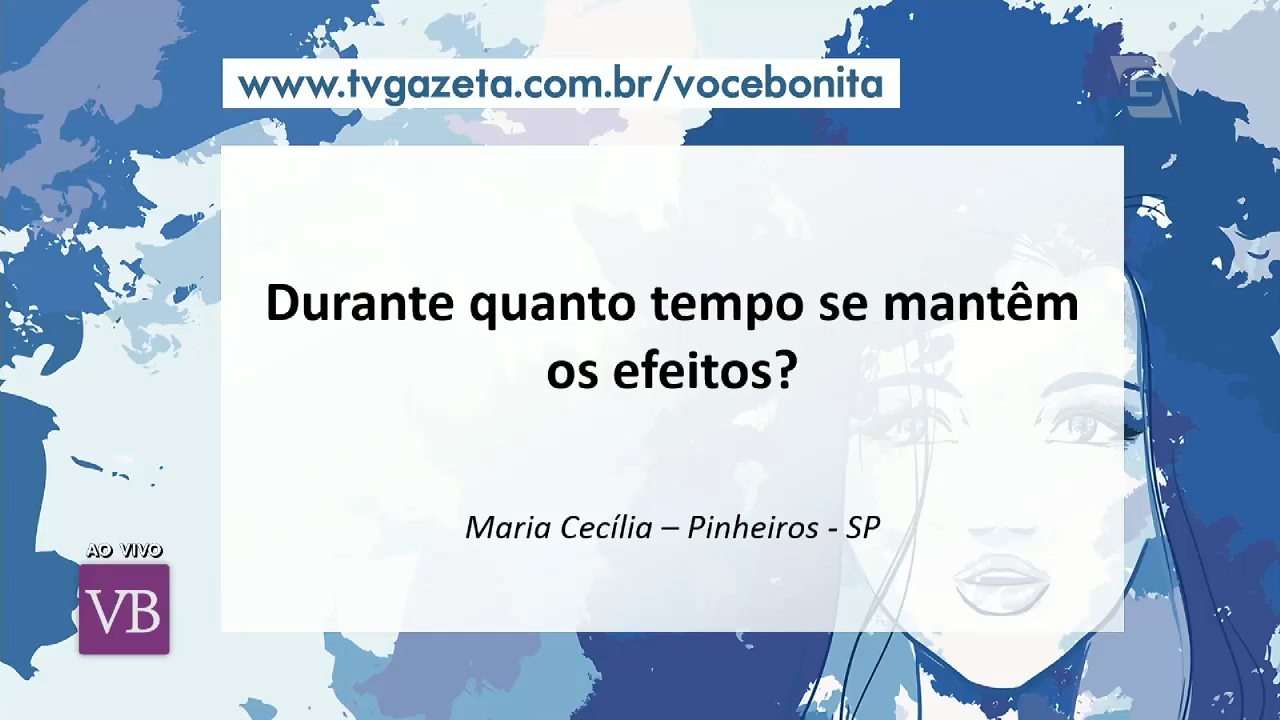 www.tvgazeta.com.br/vocebonita
Durante quanto tempo se mantêm
os efeitos?
Maria Cecília – Pinheiros - SP
AO VIVO
VB